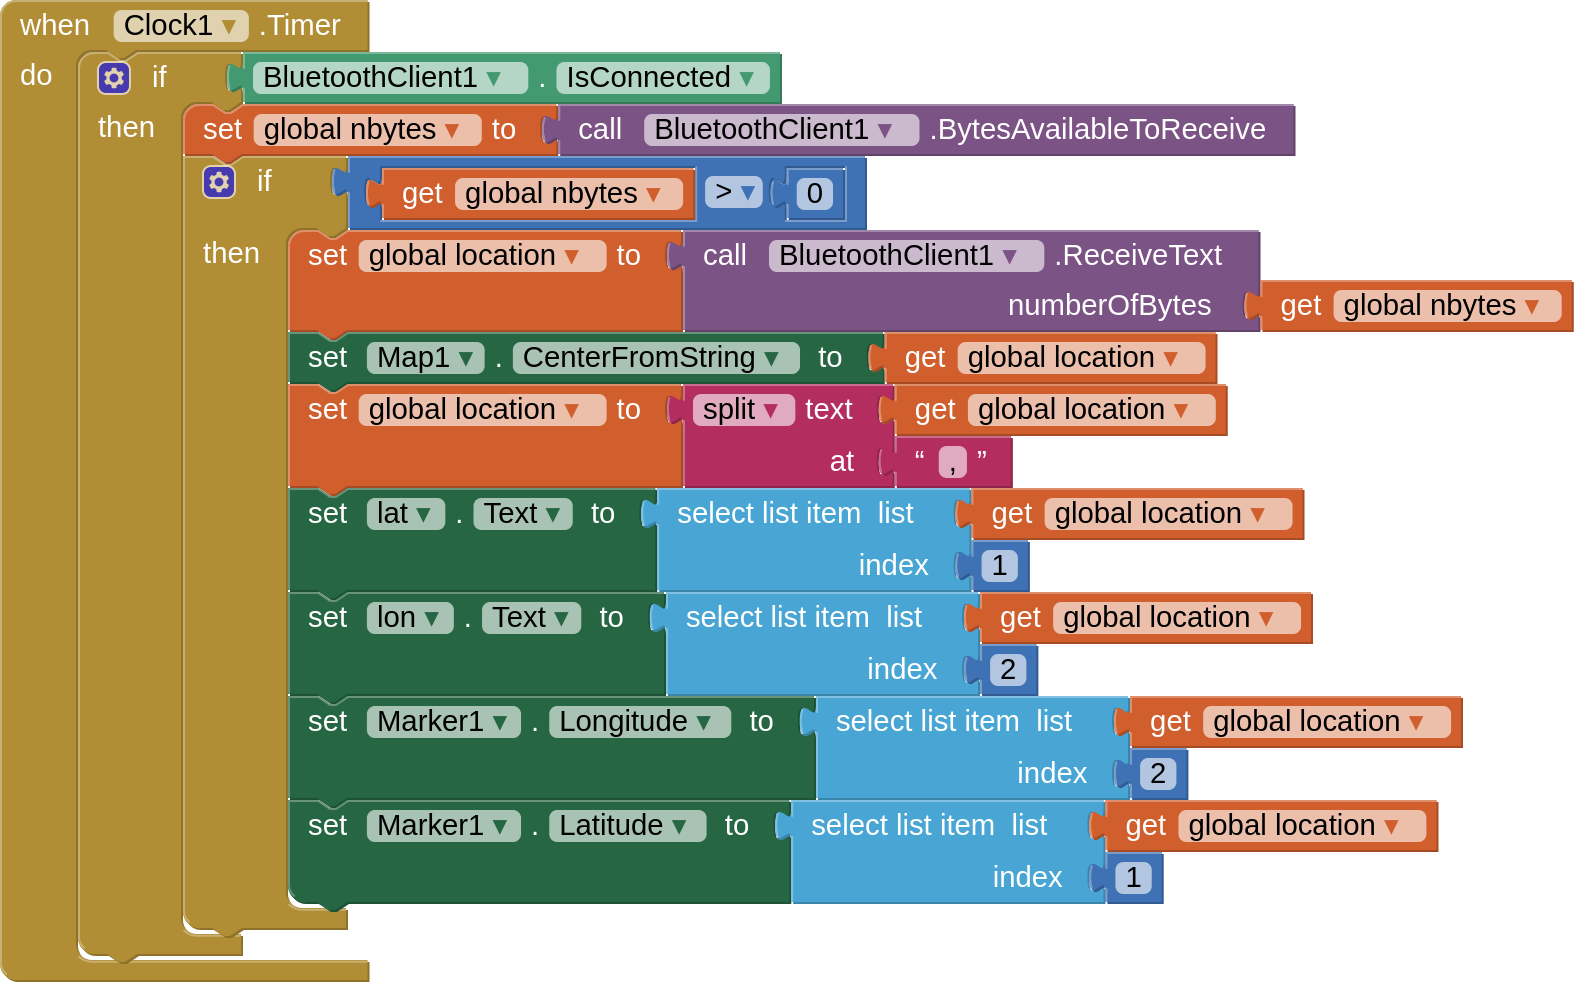 when Clock1 .Timer
do if BluetoothClient1 . IsConnected
then set global nbytes to call BluetoothClient1 .BytesAvailableToReceive
if get global nbytes > 0
then set global location to call BluetoothClient1 .ReceiveText
numberOfBytes get global nbytes
set Map1 . CenterFromString to get global location
set global location to split text get global location
at “ , ”
set lat . Text to select list item list get global location
index 1
set lon . Text to select list item list get global location
index 2
set Marker1 . Longitude to select list item list get global location
index 2
set Marker1 . Latitude to select list item list get global location
index 1